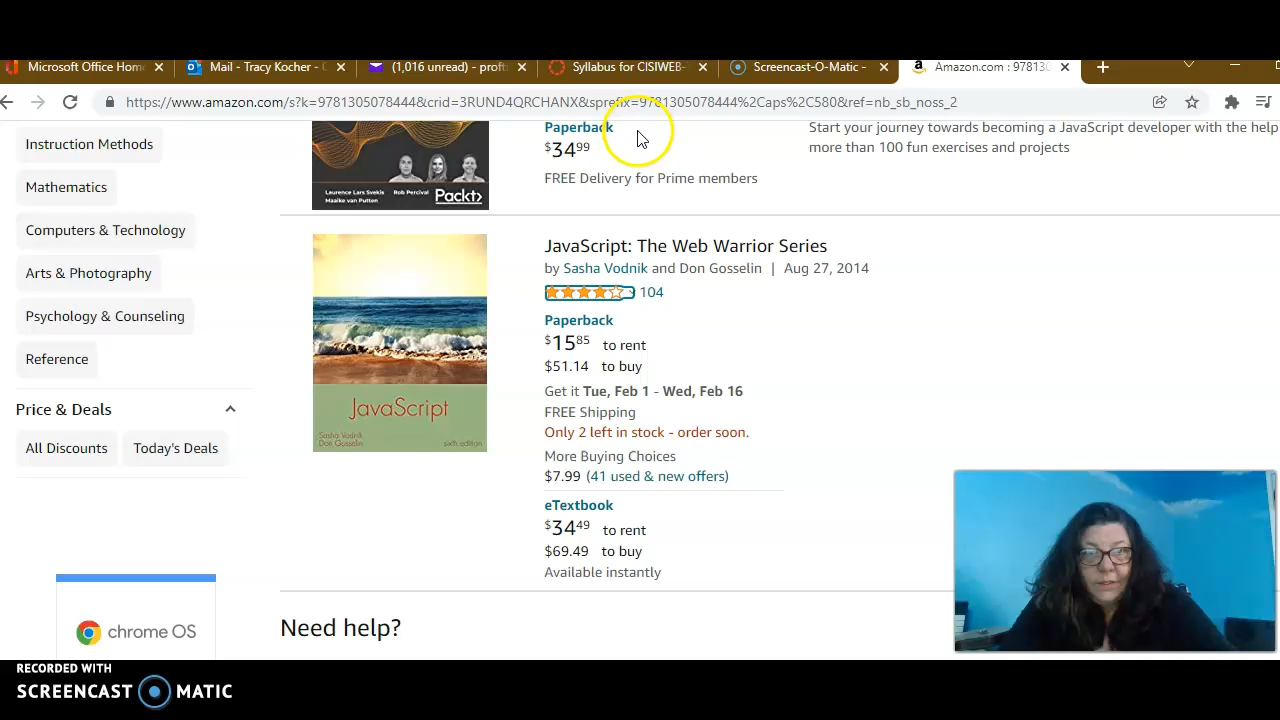 Microsoft Office Home
Mail - Tracy Kocher -
(1,016 unread) - proft
Syllabus for CISIWEB-
Screencast-O-Matic -
Amazon.com : 97813
https://www.amazon.com/s?k=9781305078444&crid=3RUND4QRCHANX&sprefix=9781305078444%2Caps%2C580&ref=nb_sb_noss_2
Instruction Methods
Mathematics
Computers & Technology
Arts & Photography
Psychology & Counseling
Reference
Price & Deals
All Discounts
Today's Deals
chrome OS
Laurence Lars Svekis Rob Percival
Maaike van Putten
Packt>
Paperback
$34.99
FREE Delivery for Prime members
Start your journey towards becoming a JavaScript developer with the help
more than 100 fun exercises and projects
JavaScript
Sasha Vodnik
Don Gosselin
sixth edition
JavaScript: The Web Warrior Series
by Sasha Vodnik and Don Gosselin | Aug 27, 2014
104
Paperback
$15.85 to rent
$51.14 to buy
Get it Tue, Feb 1 - Wed, Feb 16
FREE Shipping
Only 2 left in stock - order soon.
More Buying Choices
$7.99 (41 used & new offers)
eTextbook
$34.49 to rent
$69.49 to buy
Available instantly
Need help?
RECORDED WITH
SCREENCAST MATIC